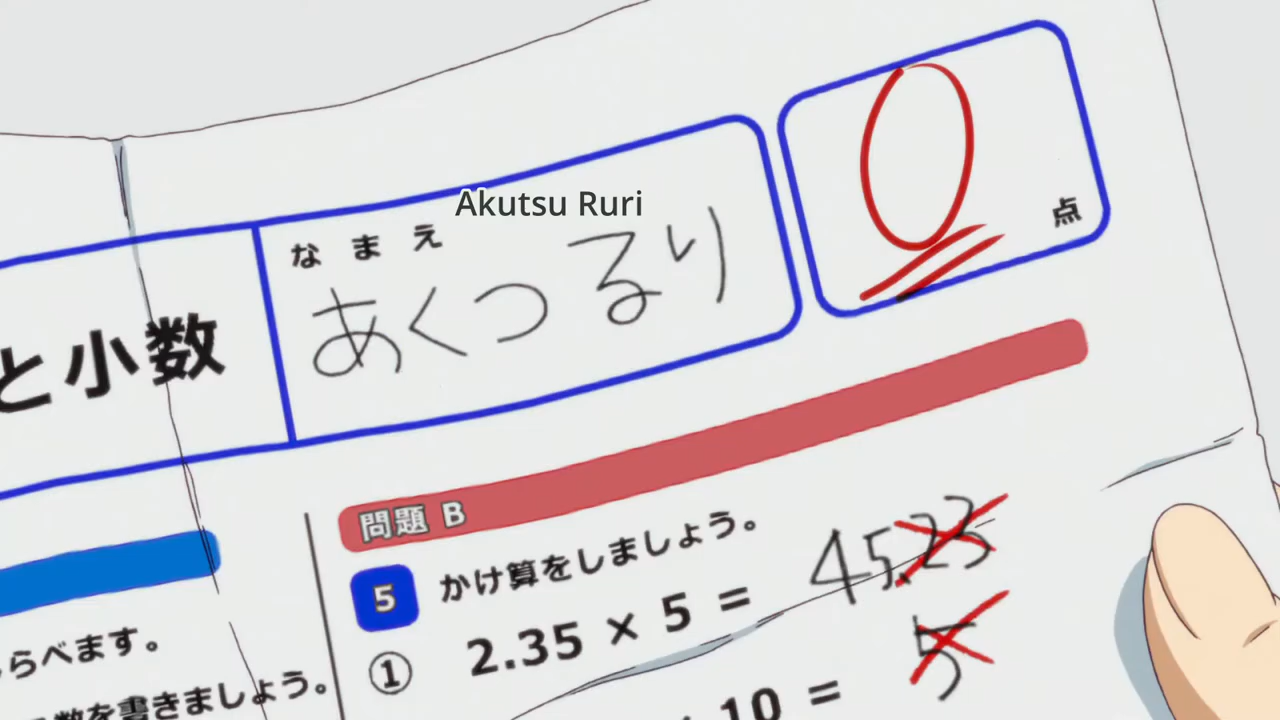 Akutsu Ruri
なまえ
あくつ るり
0点
と小数
問題 B
5 かけ算をしましょう。
① 2.35 × 5 = 45.23
10 = 5
らべます。
数を書きましょう。